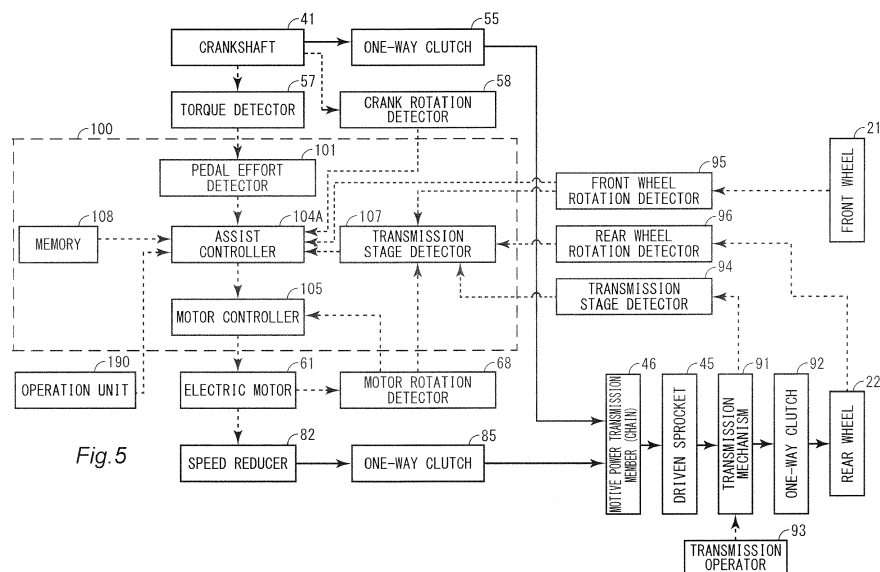 41
CRANKSHAFT
55
ONE-WAY CLUTCH
57
TORQUE DETECTOR
58
CRANK ROTATION
DETECTOR
100
101
PEDAL EFFORT
DETECTOR
108
MEMORY
104A
ASSIST
CONTROLLER
107
TRANSMISSION
STAGE DETECTOR
95
FRONT WHEEL
ROTATION DETECTOR
21
FRONT WHEEL
96
REAR WHEEL
ROTATION DETECTOR
94
TRANSMISSION
STAGE DETECTOR
105
MOTOR CONTROLLER
190
OPERATION UNIT
61
ELECTRIC MOTOR
68
MOTOR ROTATION
DETECTOR
82
SPEED REDUCER
85
ONE-WAY CLUTCH
46
MOTIVE POWER TRANSMISSION
MEMBER (CHAIN)
45
DRIVEN SPROCKET
91
TRANSMISSION
MECHANISM
92
ONE-WAY CLUTCH
22
REAR WHEEL
93
TRANSMISSION
OPERATOR
Fig.5